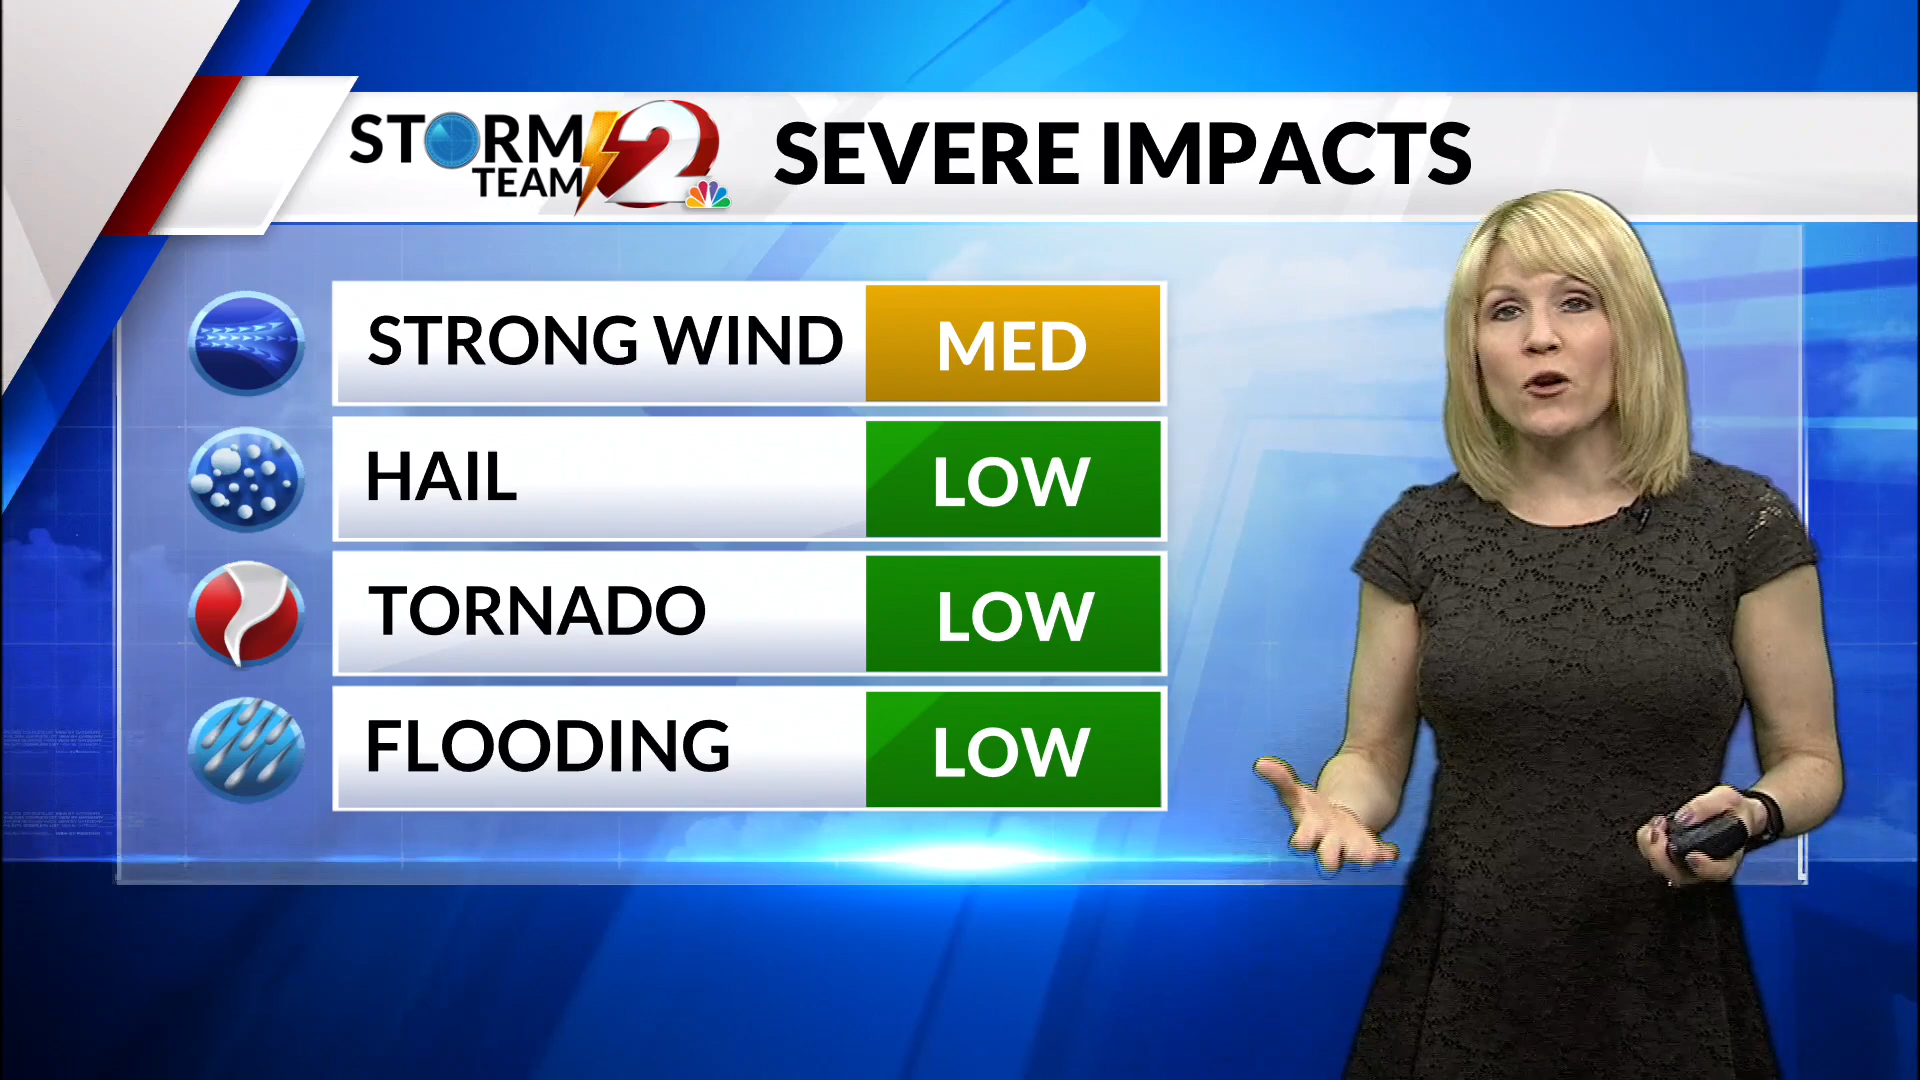 STORM
TEAM
2
SEVERE IMPACTS
STRONG WIND MED
HAIL LOW
TORNADO LOW
FLOODING LOW